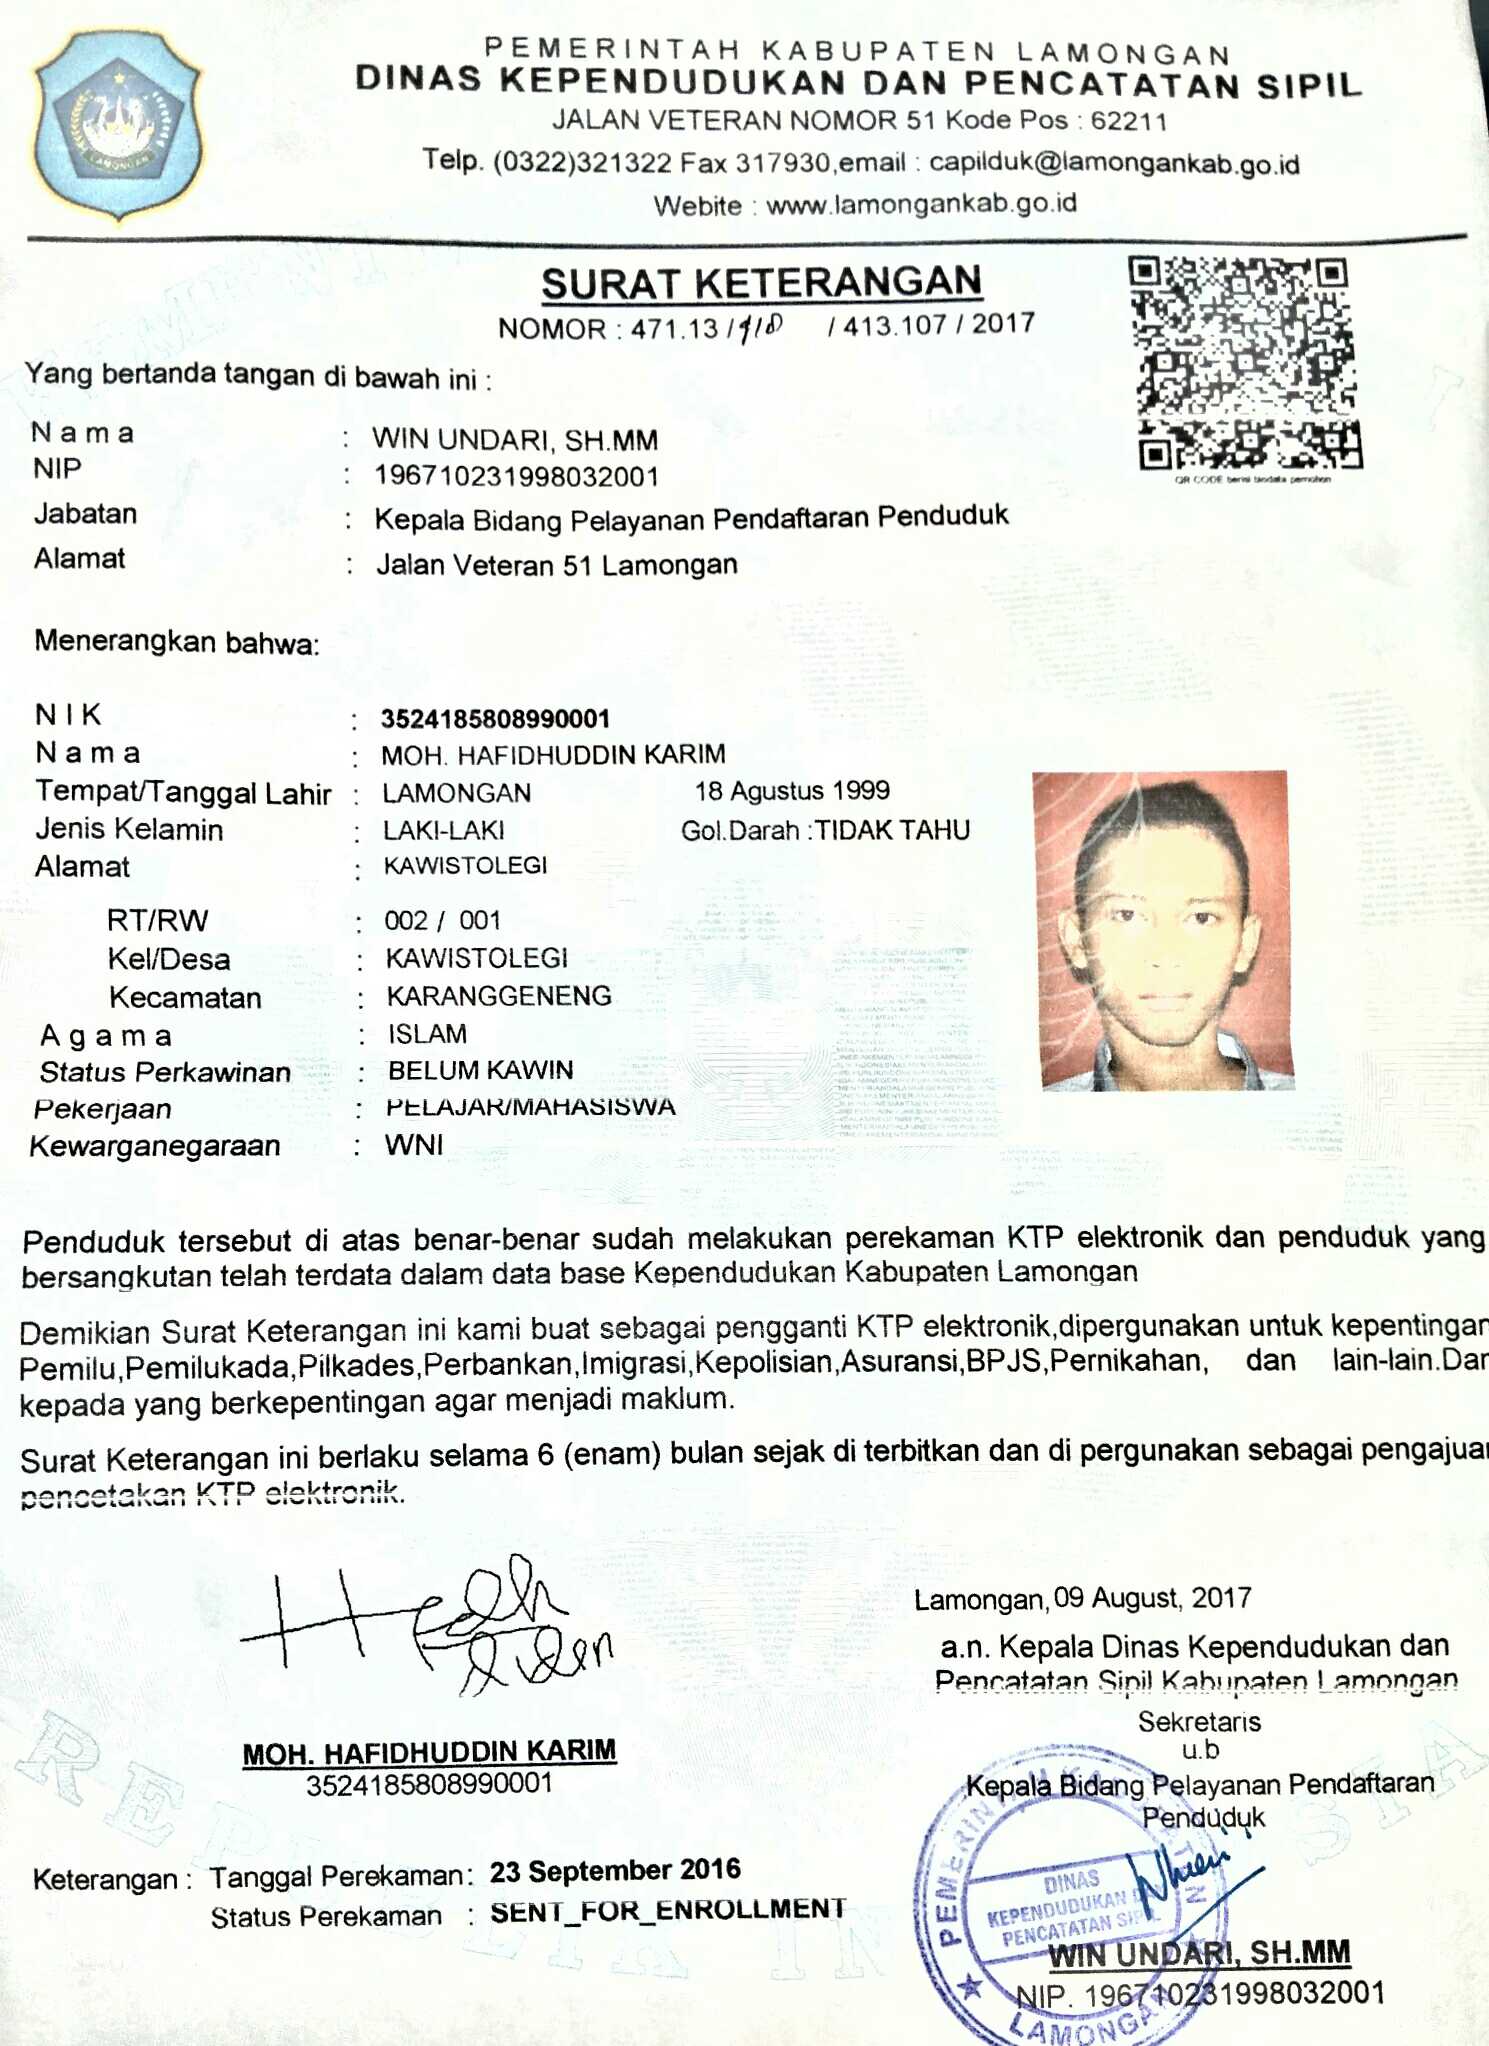 PEMERINTAH KABUPATEN LAMONGAN
DINAS KEPENDUDUKAN DAN PENCATATAN SIPIL
JALAN VETERAN NOMOR 51 Kode Pos : 62211
Telp. (0322)321322 Fax 317930,email : capilduk@lamongankab.go.id
Webite : www.lamongankab.go.id
LAMONGAN
SURAT KETERANGAN
NOMOR : 471.13 / / 413.107 / 2017
QR CODE berisi biodata pemohon
Yang bertanda tangan di bawah ini :
N a m a : WIN UNDARI, SH.MM
NIP : 196710231998032001
Jabatan : Kepala Bidang Pelayanan Pendaftaran Penduduk
Alamat : Jalan Veteran 51 Lamongan
Menerangkan bahwa:
N I K : 3524185808990001
N a m a : MOH. HAFIDHUDDIN KARIM
Tempat/Tanggal Lahir : LAMONGAN 18 Agustus 1999
Jenis Kelamin : LAKI-LAKI Gol.Darah :TIDAK TAHU
Alamat : KAWISTOLEGI
RT/RW : 002 / 001
Kel/Desa : KAWISTOLEGI
Kecamatan : KARANGGENENG
A g a m a : ISLAM
Status Perkawinan : BELUM KAWIN
Pekerjaan : PELAJAR/MAHASISWA
Kewarganegaraan : WNI
Penduduk tersebut di atas benar-benar sudah melakukan perekaman KTP elektronik dan penduduk yang
bersangkutan telah terdata dalam data base Kependudukan Kabupaten Lamongan
Demikian Surat Keterangan ini kami buat sebagai pengganti KTP elektronik,dipergunakan untuk kepentingan
Pemilu,Pemilukada,Pilkades,Perbankan,Imigrasi,Kepolisian,Asuransi,BPJS,Pernikahan, dan lain-lain.Dan
kepada yang berkepentingan agar menjadi maklum.
Surat Keterangan ini berlaku selama 6 (enam) bulan sejak di terbitkan dan di pergunakan sebagai pengajuan
pencetakan KTP elektronik.
Lamongan, 09 August, 2017
a.n. Kepala Dinas Kependudukan dan
Pencatatan Sipil Kabupaten Lamongan
Sekretaris
u.b
Kepala Bidang Pelayanan Pendaftaran
Penduduk
MOH. HAFIDHUDDIN KARIM
3524185808990001
PEMERINTAH KABUPATEN
DINAS
KEPENDUDUKAN DAN
PENCATATAN SIPIL
LAMONGAN
WIN UNDARI, SH.MM
NIP. 196710231998032001
Keterangan : Tanggal Perekaman: 23 September 2016
Status Perekaman : SENT_FOR_ENROLLMENT